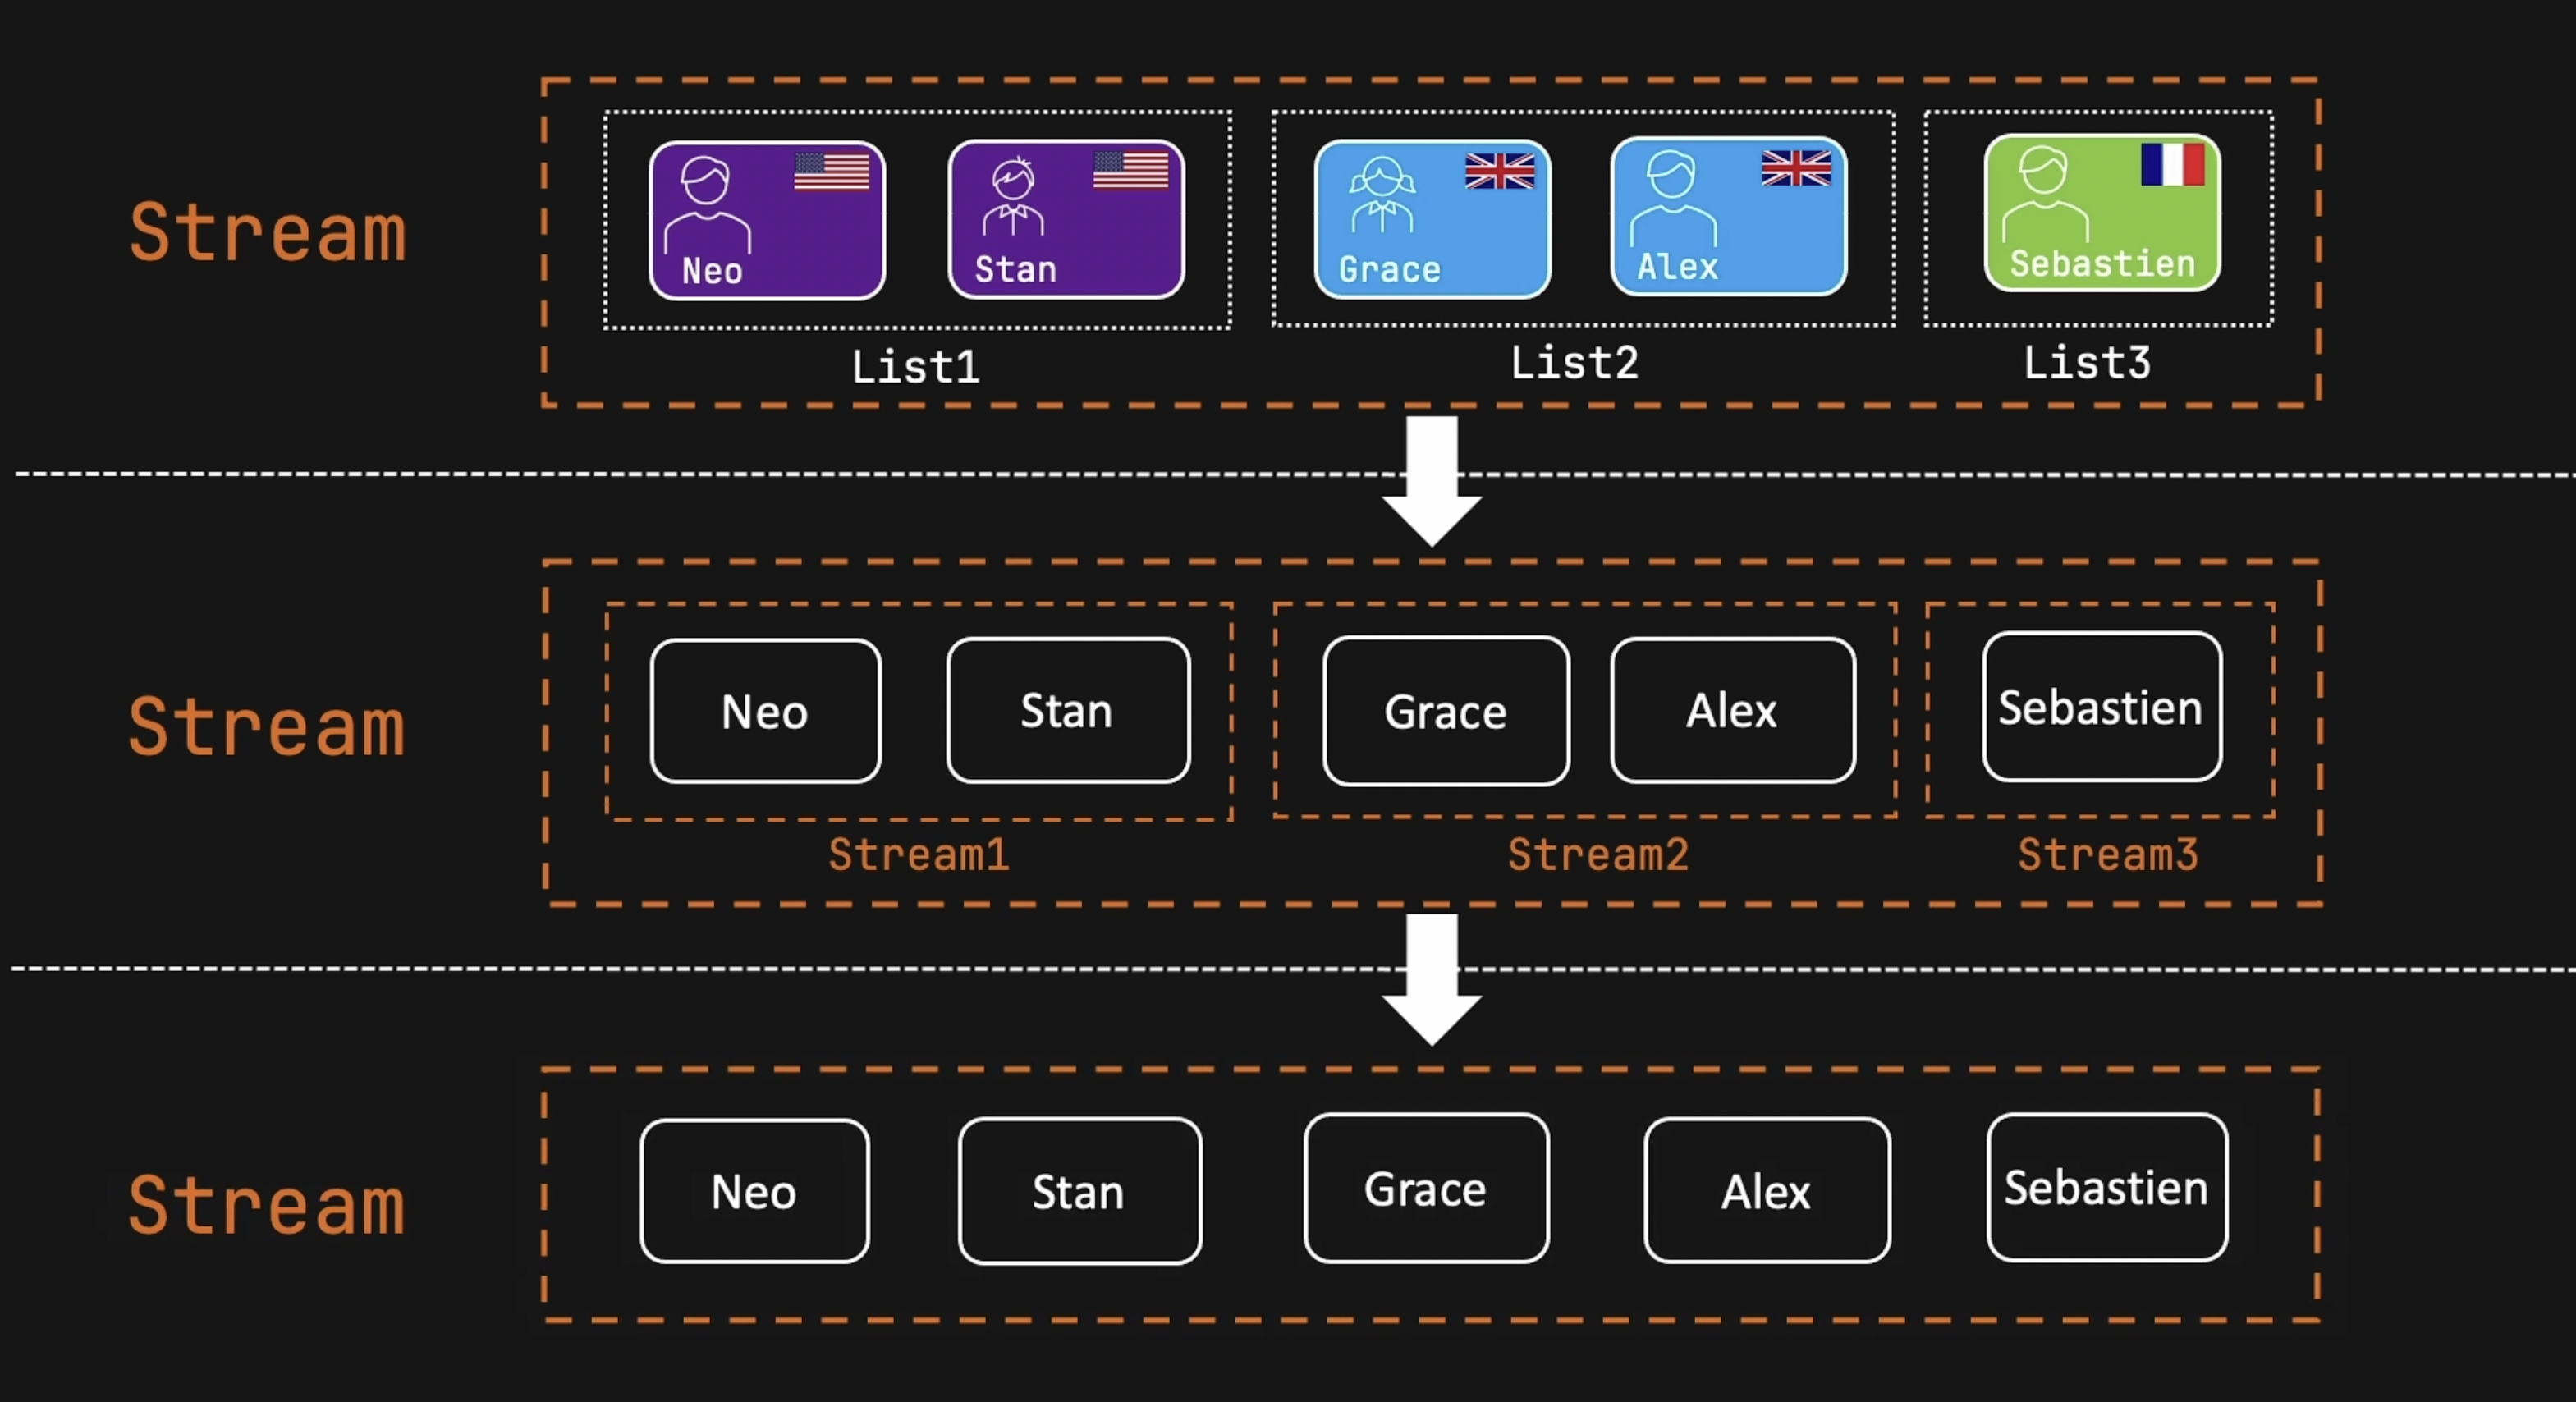 Stream
Neo
Stan
Grace
Alex
Sebastien
List1
List2
List3
Stream
Neo
Stan
Grace
Alex
Sebastien
Stream1
Stream2
Stream3
Stream
Neo
Stan
Grace
Alex
Sebastien